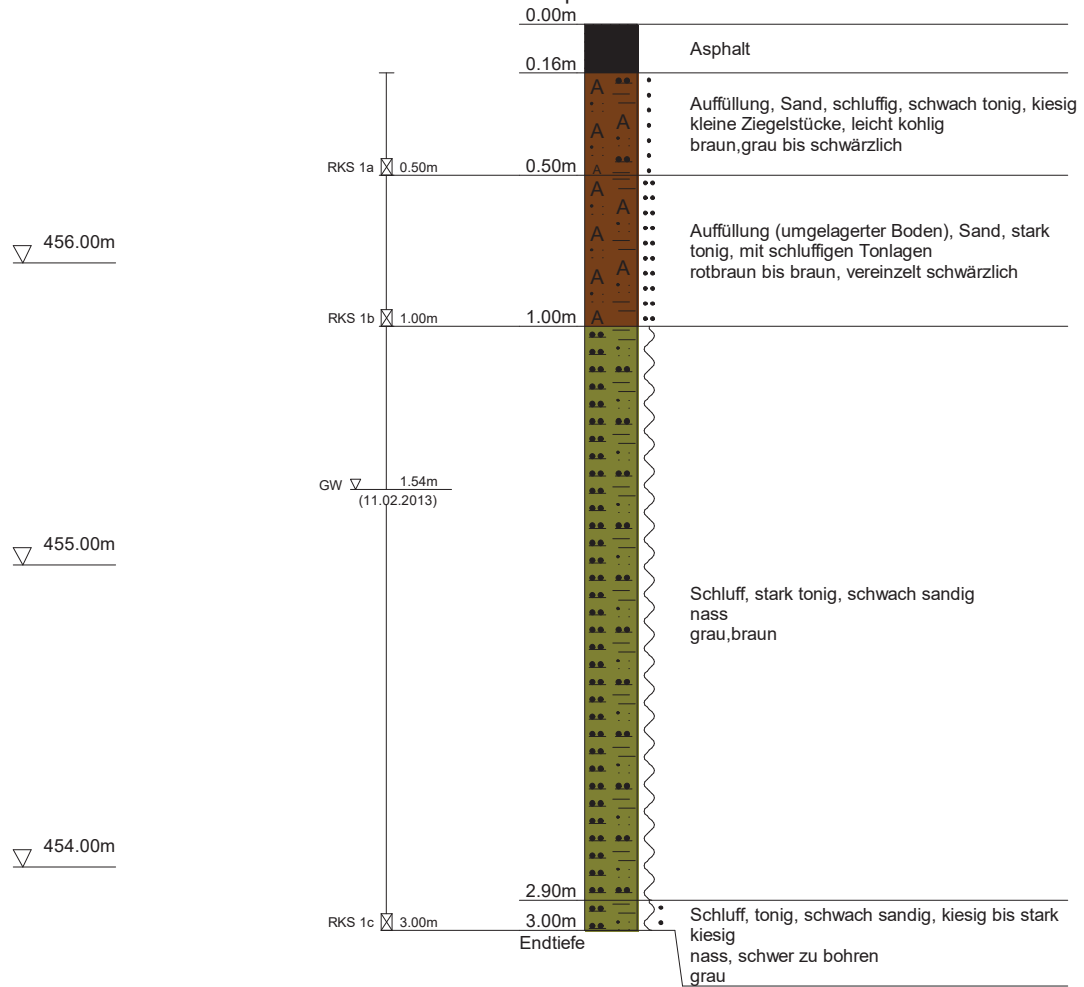 0.00m
Asphalt
0.16m
Auffüllung, Sand, schluffig, schwach tonig, kiesig
kleine Ziegelstücke, leicht kohlig
braun,grau bis schwärzlich
RKS 1a 0.50m
0.50m
456.00m
Auffüllung (umgelagerter Boden), Sand, stark
tonig, mit schluffigen Tonlagen
rotbraun bis braun, vereinzelt schwärzlich
RKS 1b 1.00m
1.00m
GW 1.54m
(11.02.2013)
455.00m
Schluff, stark tonig, schwach sandig
nass
grau,braun
454.00m
2.90m
RKS 1c 3.00m
3.00m
Endtiefe
Schluff, tonig, schwach sandig, kiesig bis stark
kiesig
nass, schwer zu bohren
grau
A
A
A
A
A
A
A
A
A
A
A